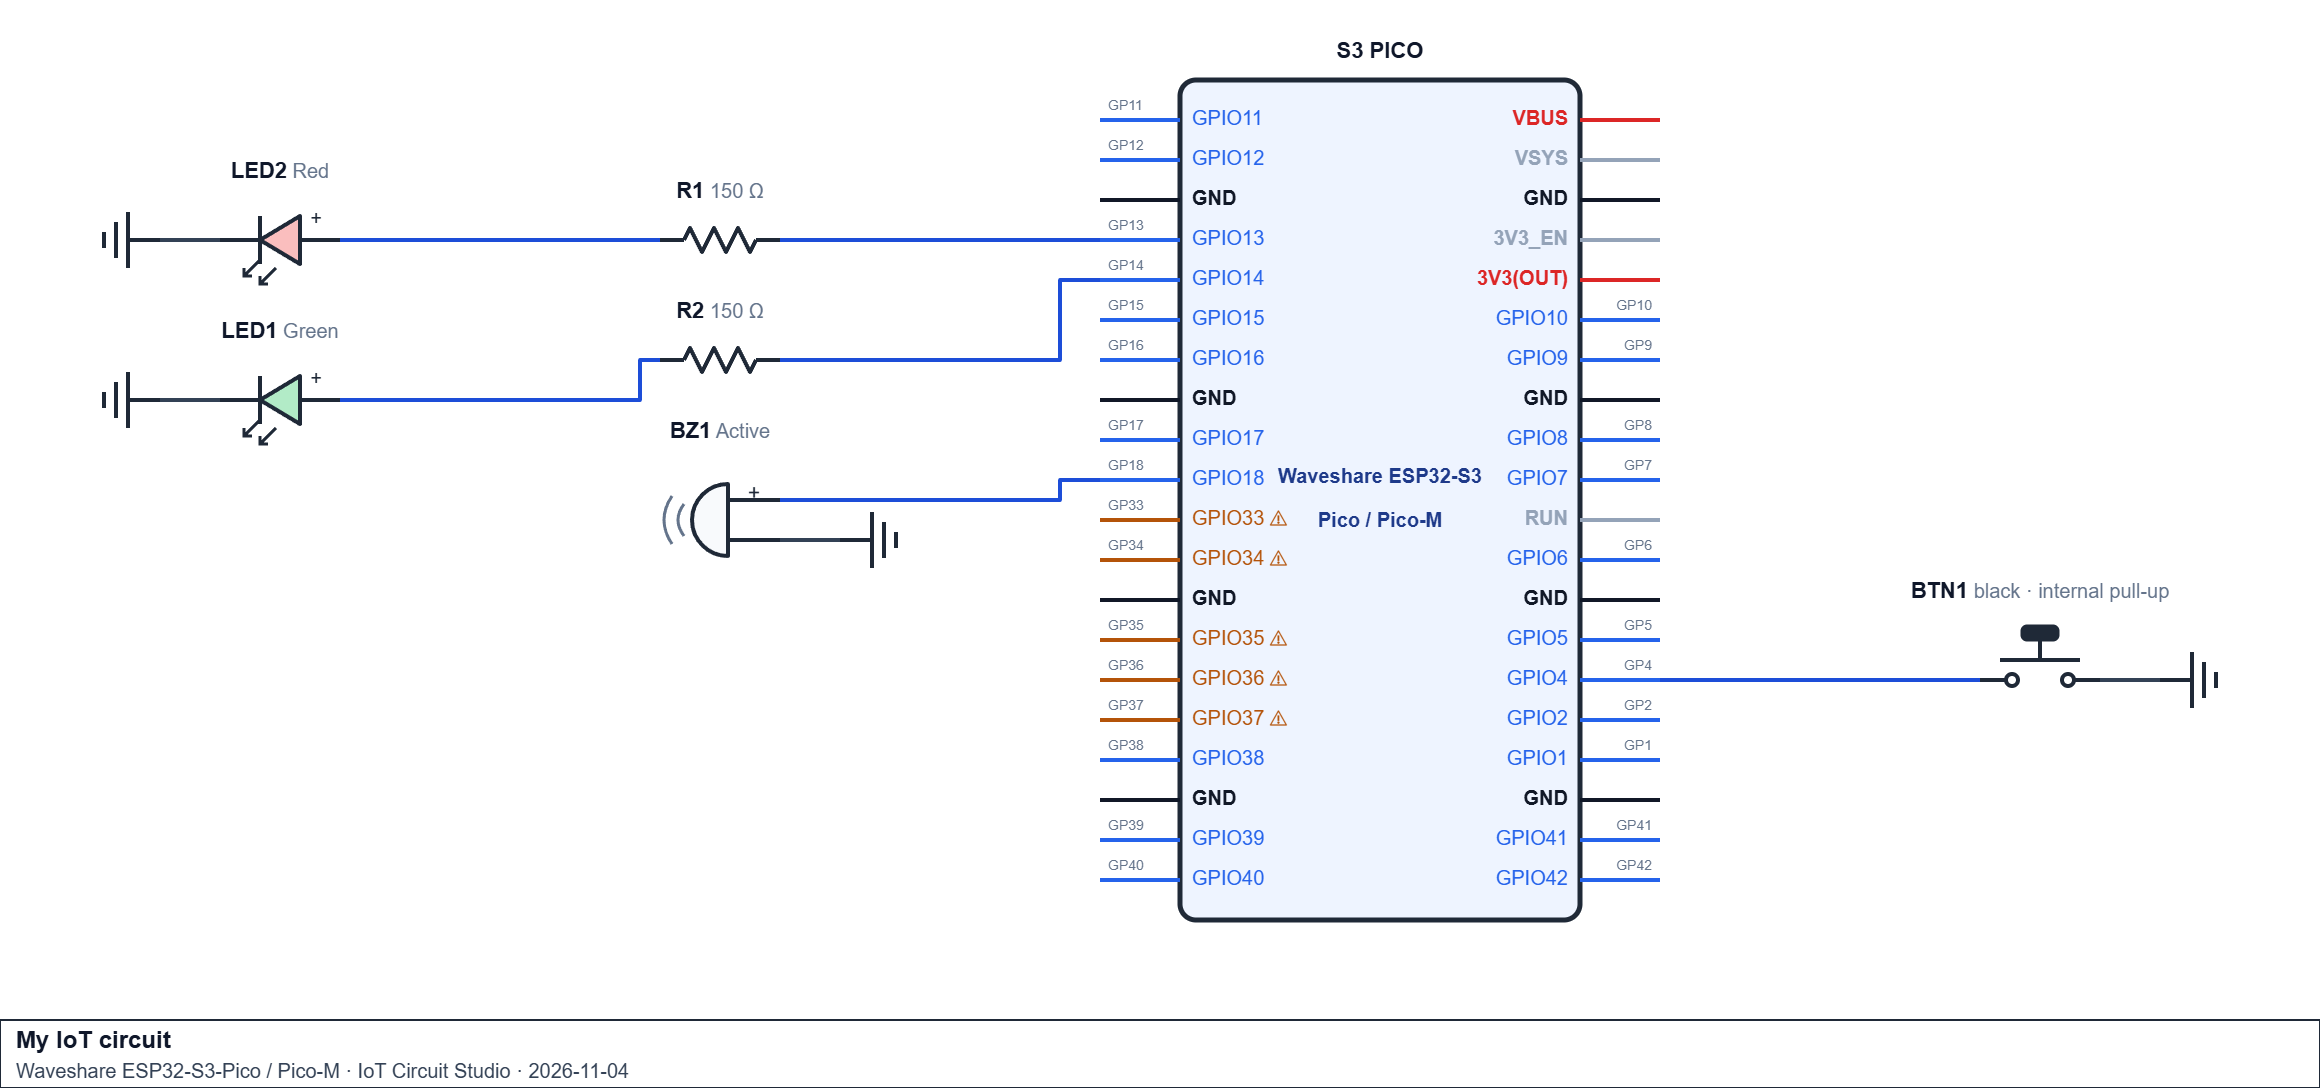 S3 PICO
LED2 Red
+
R1 150 Ω
LED1 Green
+
R2 150 Ω
BZ1 Active
+
GP11 GPIO11 VBUS
GP12 GPIO12 VSYS
GND GND
GP13 GPIO13 3V3_EN
GP14 GPIO14 3V3(OUT)
GP15 GPIO15 GPIO10 GP10
GP16 GPIO16 GPIO9 GP9
GND GND
GP17 GPIO17 GPIO8 GP8
GP18 GPIO18 Waveshare ESP32-S3 GPIO7 GP7
GP33 GPIO33 ⚠ Pico / Pico-M RUN
GP34 GPIO34 ⚠ GPIO6 GP6
GND GND
GP35 GPIO35 ⚠ GPIO5 GP5
GP36 GPIO36 ⚠ GPIO4 GP4
GP37 GPIO37 ⚠ GPIO2 GP2
GP38 GPIO38 GPIO1 GP1
GND GND
GP39 GPIO39 GPIO41 GP41
GP40 GPIO40 GPIO42 GP42
BTN1 black · internal pull-up
My IoT circuit
Waveshare ESP32-S3-Pico / Pico-M · IoT Circuit Studio · 2026-11-04